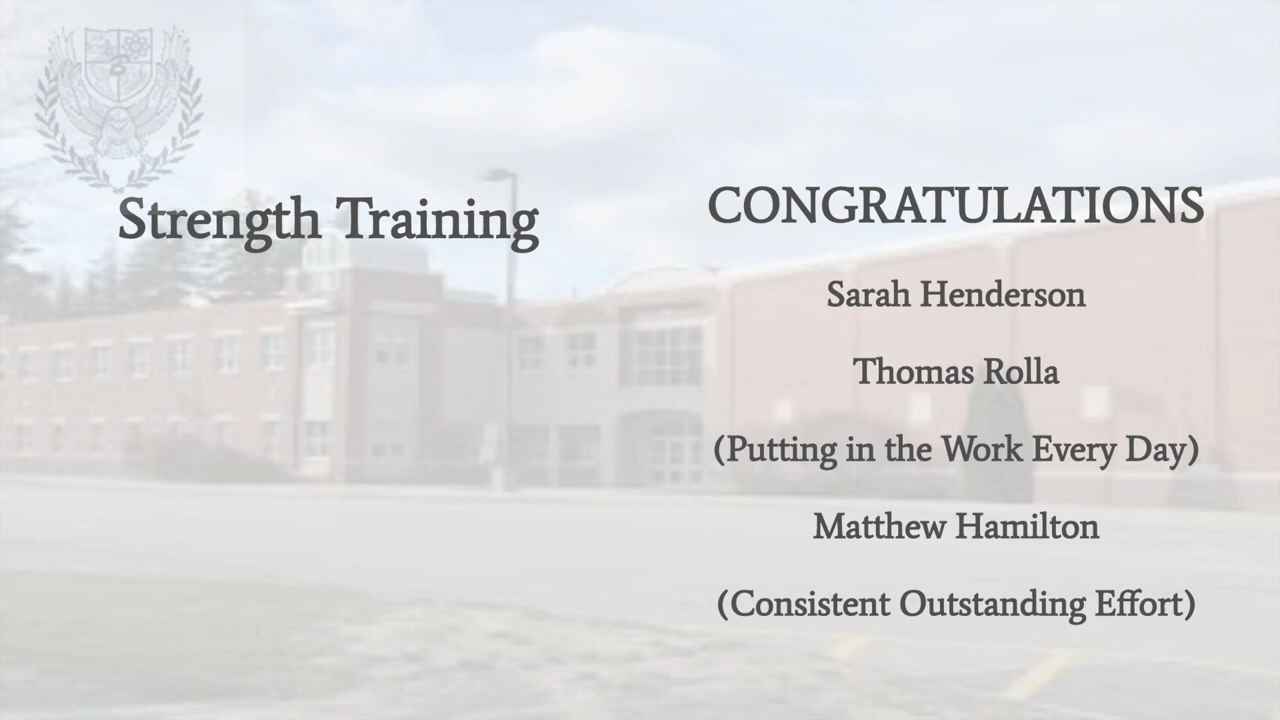 Strength Training
CONGRATULATIONS
Sarah Henderson
Thomas Rolla
(Putting in the Work Every Day)
Matthew Hamilton
(Consistent Outstanding Effort)